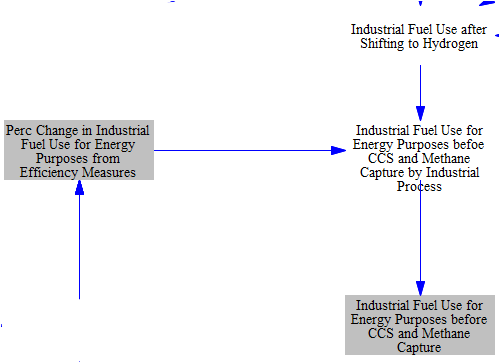 Industrial Fuel Use after
Shifting to Hydrogen
Perc Change in Industrial
Fuel Use for Energy
Purposes from
Efficiency Measures
Industrial Fuel Use for
Energy Purposes befoe
CCS and Methane
Capture by Industrial
Process
Industrial Fuel Use for
Energy Purposes before
CCS and Methane
Capture